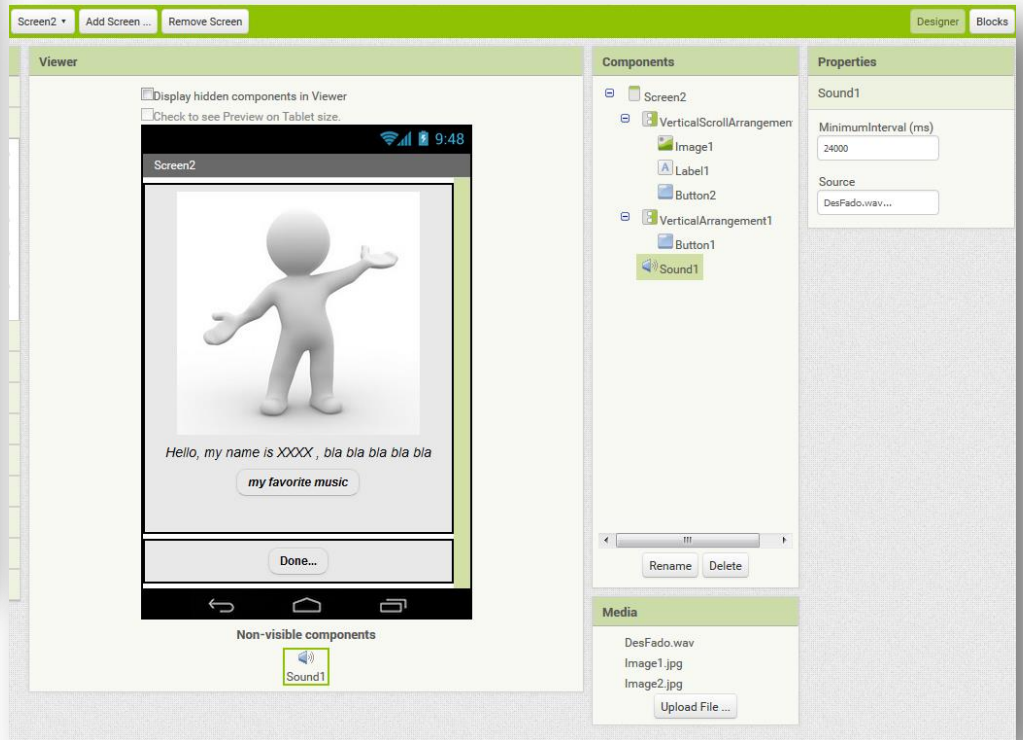 Screen2 Add Screen ... Remove Screen Designer Blocks
Viewer
Display hidden components in Viewer
Check to see Preview on Tablet size.
9:48
Screen2
Hello, my name is XXXX , bla bla bla bla bla
my favorite music
Done...
Non-visible components
Sound1
Components
Screen2
VerticalScrollArrangemen
Image1
Label1
Button2
VerticalArrangement1
Button1
Sound1
Rename Delete
Media
DesFado.wav
Image1.jpg
Image2.jpg
Upload File ...
Properties
Sound1
MinimumInterval (ms)
24000
Source
DesFado.wav...